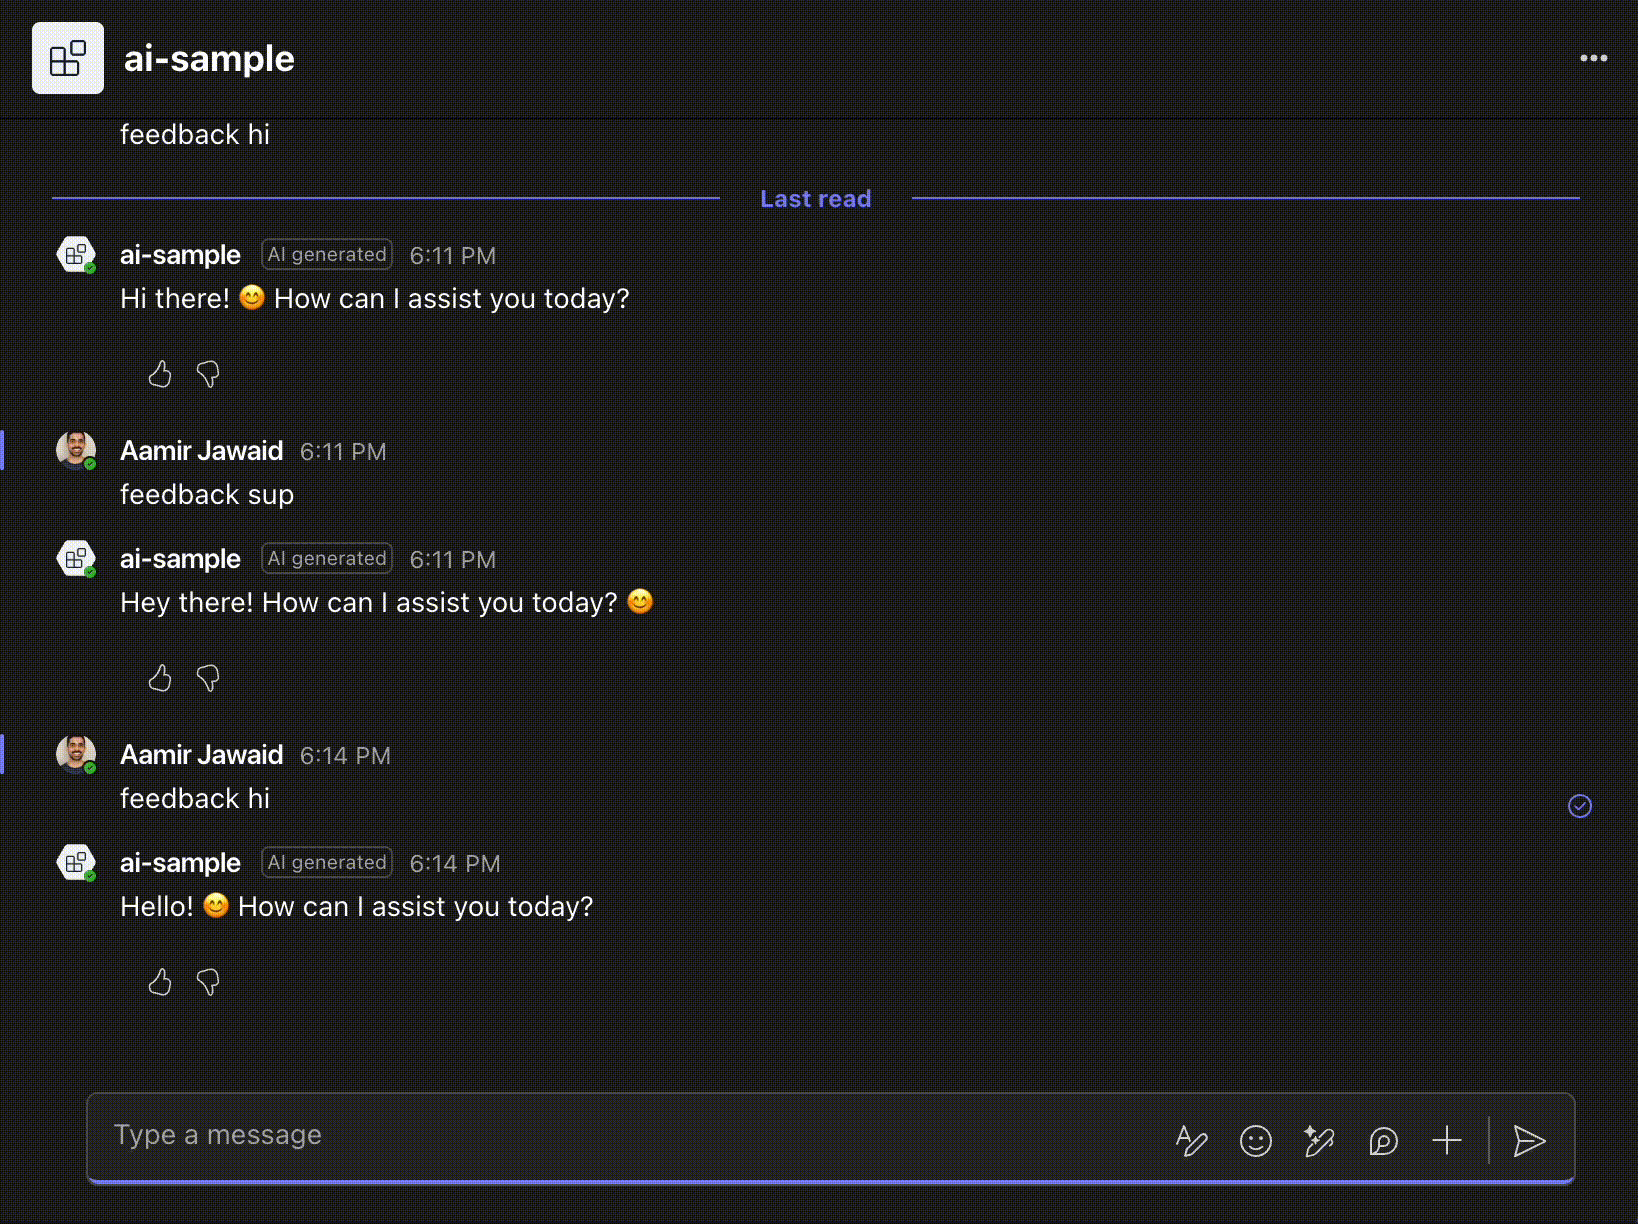 ai-sample
feedback hi
Last read
ai-sample AI generated 6:11 PM
Hi there! 😊 How can I assist you today?
Aamir Jawaid 6:11 PM
feedback sup
ai-sample AI generated 6:11 PM
Hey there! How can I assist you today? 😊
Aamir Jawaid 6:14 PM
feedback hi
ai-sample AI generated 6:14 PM
Hello! 😊 How can I assist you today?
Type a message